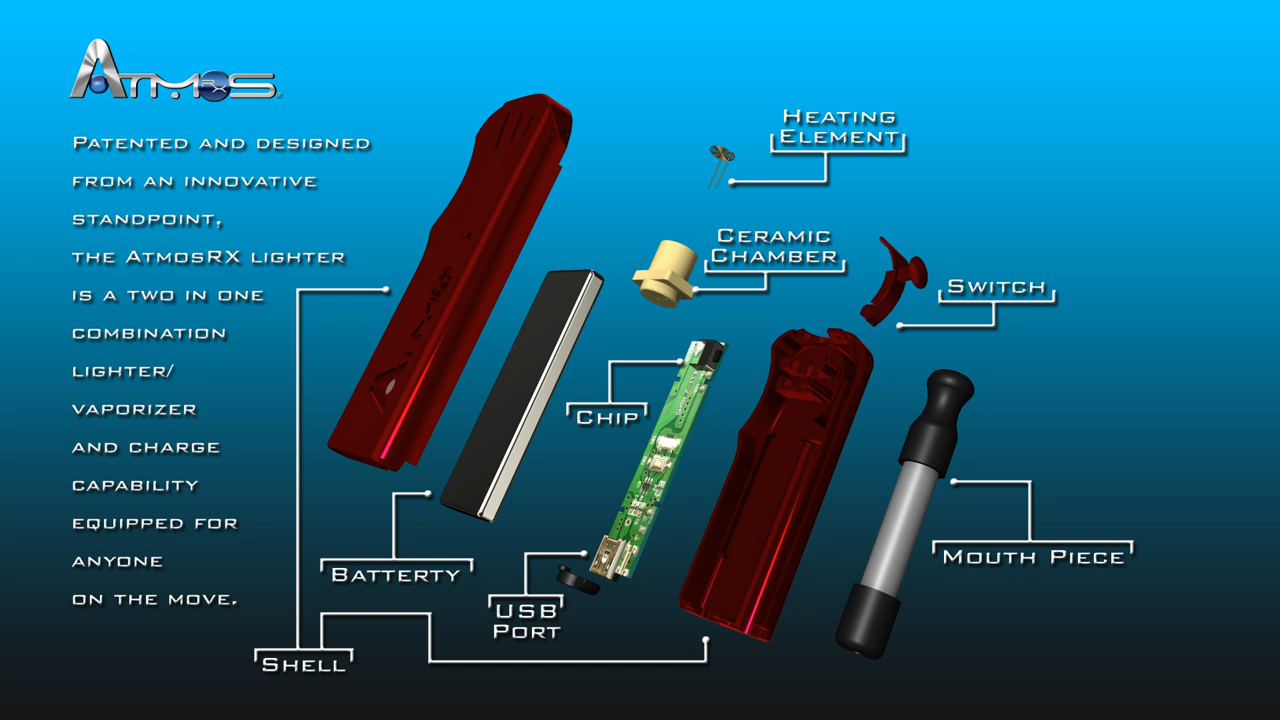 ATMOS RX
PATENTED AND DESIGNED
FROM AN INNOVATIVE
STANDPOINT,
THE ATMOSRX LIGHTER
IS A TWO IN ONE
COMBINATION
LIGHTER/
VAPORIZER
AND CHARGE
CAPABILITY
EQUIPPED FOR
ANYONE
ON THE MOVE.
HEATING
ELEMENT
CERAMIC
CHAMBER
SWITCH
CHIP
MOUTH PIECE
BATTERTY
USB
PORT
SHELL